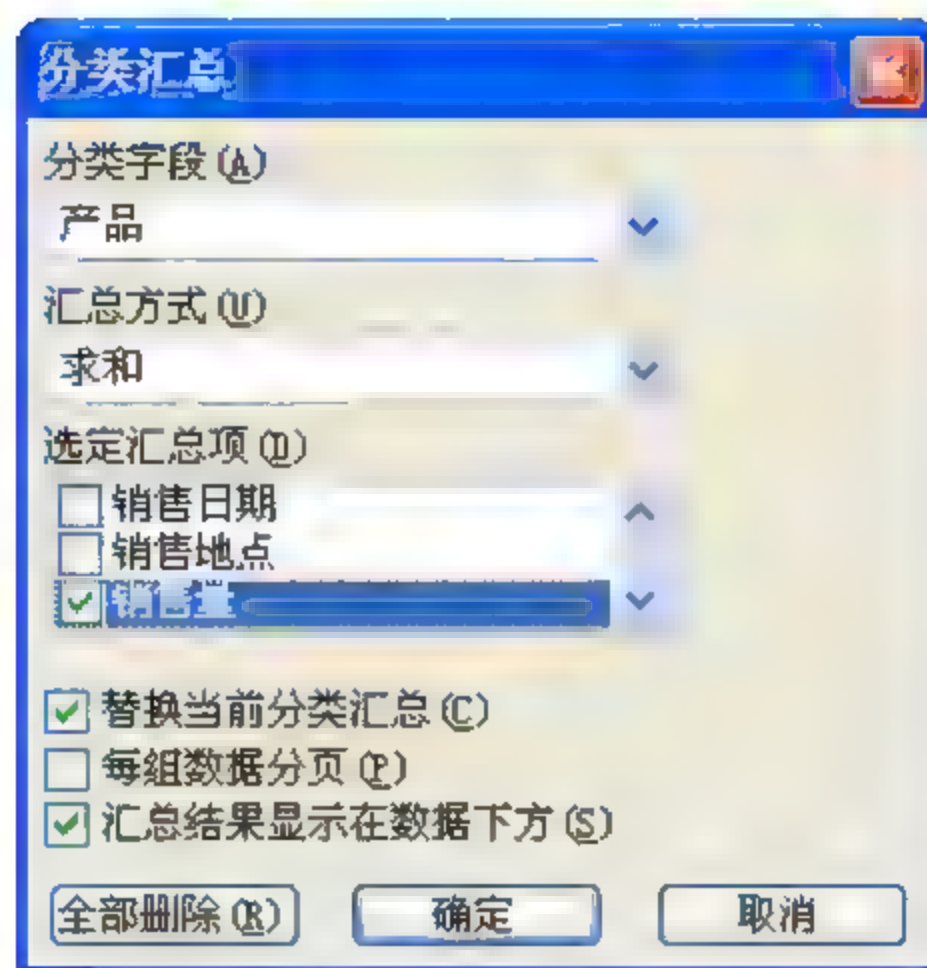 分类汇总
分类字段(A)
产品
汇总方式(U)
求和
选定汇总项(D)
销售日期
销售地点
销售量
替换当前分类汇总(C)
每组数据分页(P)
汇总结果显示在数据下方(S)
全部删除(R) 确定 取消